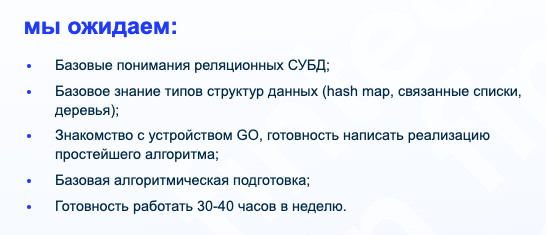 мы ожидаем:
• Базовые понимания реляционных СУБД;
• Базовое знание типов структур данных (hash map, связанные списки,
деревья);
• Знакомство с устройством GO, готовность написать реализацию
простейшего алгоритма;
• Базовая алгоритмическая подготовка;
• Готовность работать 30-40 часов в неделю.